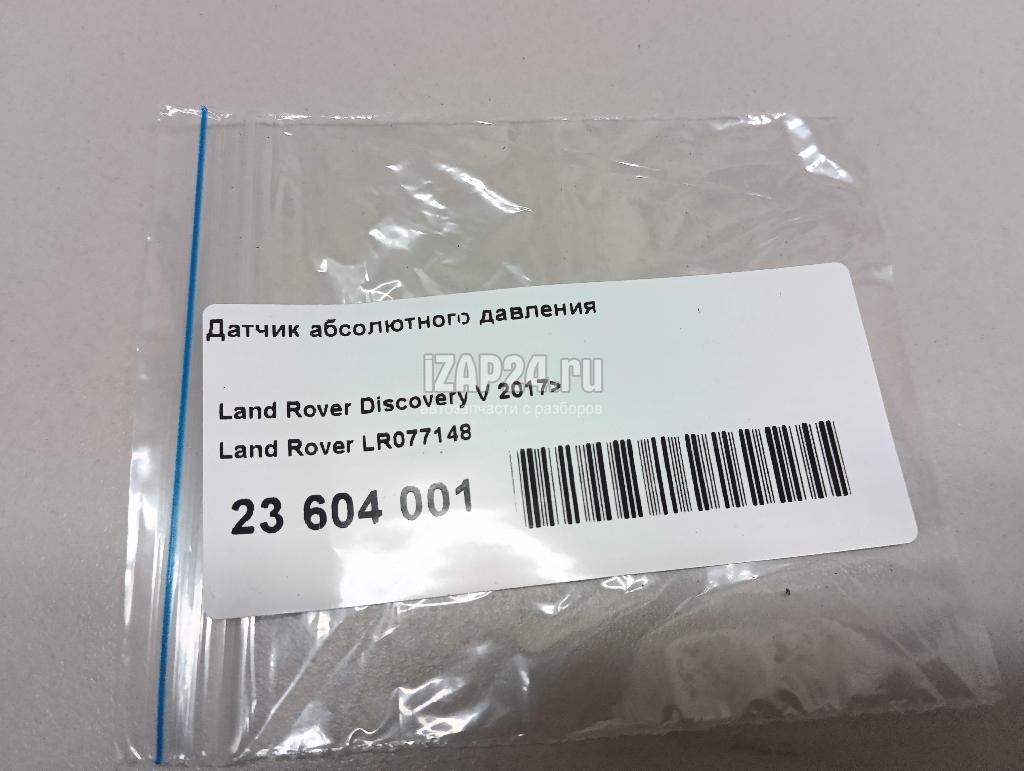 Датчик абсолютного давления
iZAP24.ru
Land Rover Discovery V 2017>
автозапчасти с разборов
Land Rover LR077148
23 604 001